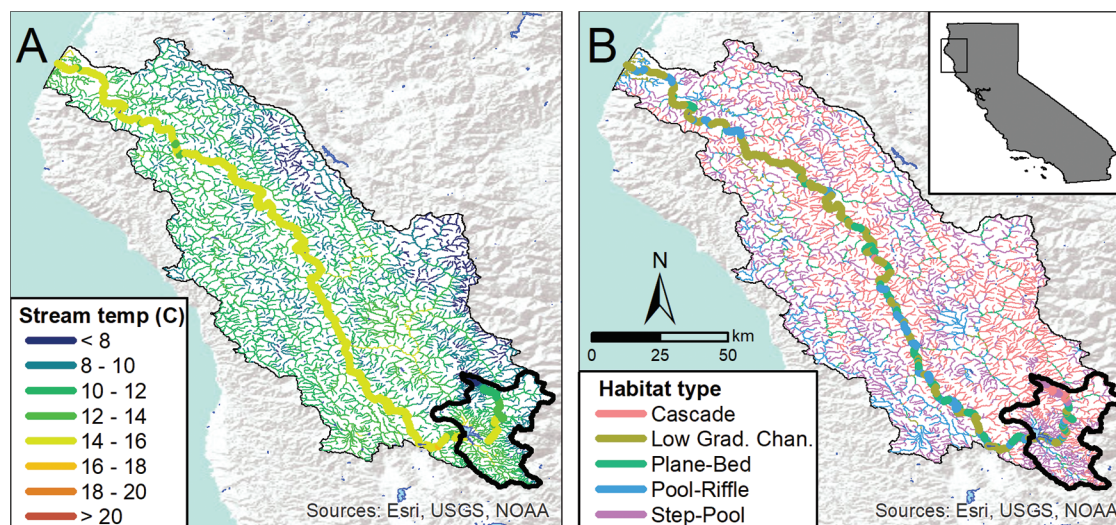 A
Stream temp (C)
< 8
8 - 10
10 - 12
12 - 14
14 - 16
16 - 18
18 - 20
> 20
Sources: Esri, USGS, NOAA
B
N
km
0 25 50
Habitat type
Cascade
Low Grad. Chan.
Plane-Bed
Pool-Riffle
Step-Pool
Sources: Esri, USGS, NOAA